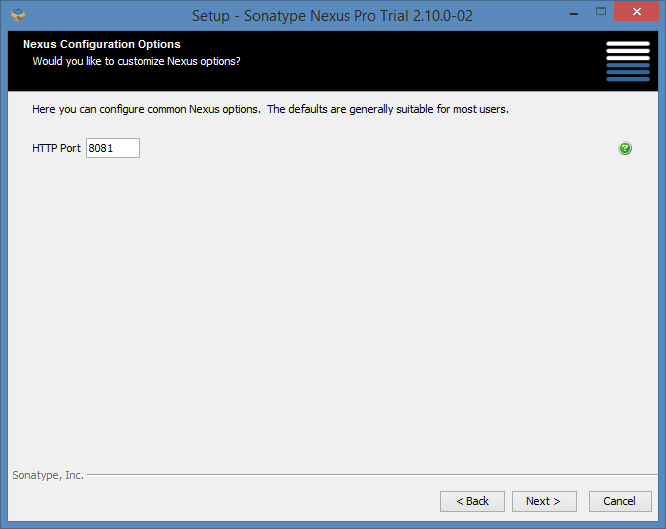 Setup - Sonatype Nexus Pro Trial 2.10.0-02
Nexus Configuration Options
Would you like to customize Nexus options?
Here you can configure common Nexus options.  The defaults are generally suitable for most users.
HTTP Port 8081
?
Sonatype, Inc.
< Back Next > Cancel